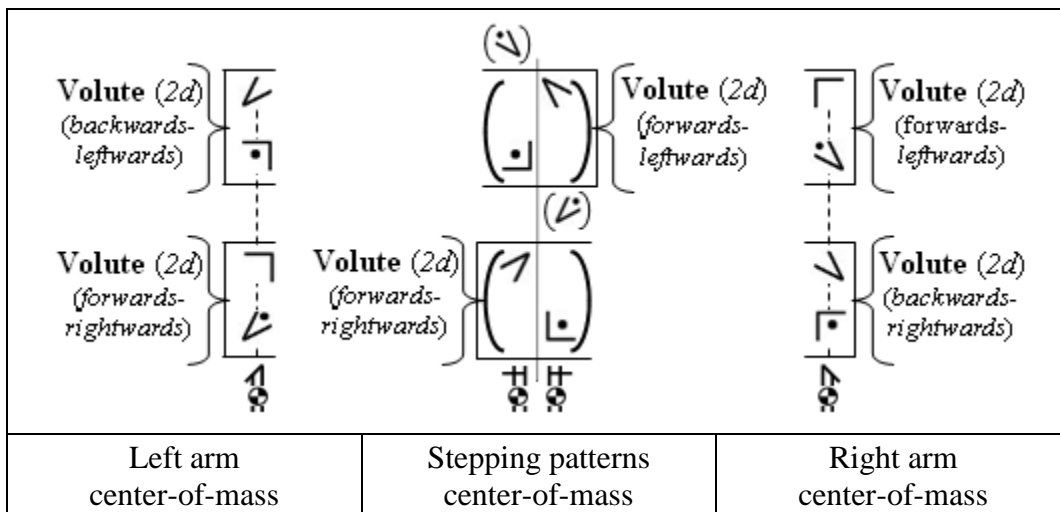 Volute (2d)
(backwards-
leftwards)
Volute (2d)
(forwards-
leftwards)
Volute (2d)
(forwards-
leftwards)
Volute (2d)
(forwards-
rightwards)
Volute (2d)
(forwards-
rightwards)
Volute (2d)
(backwards-
rightwards)
Left arm
center-of-mass
Stepping patterns
center-of-mass
Right arm
center-of-mass